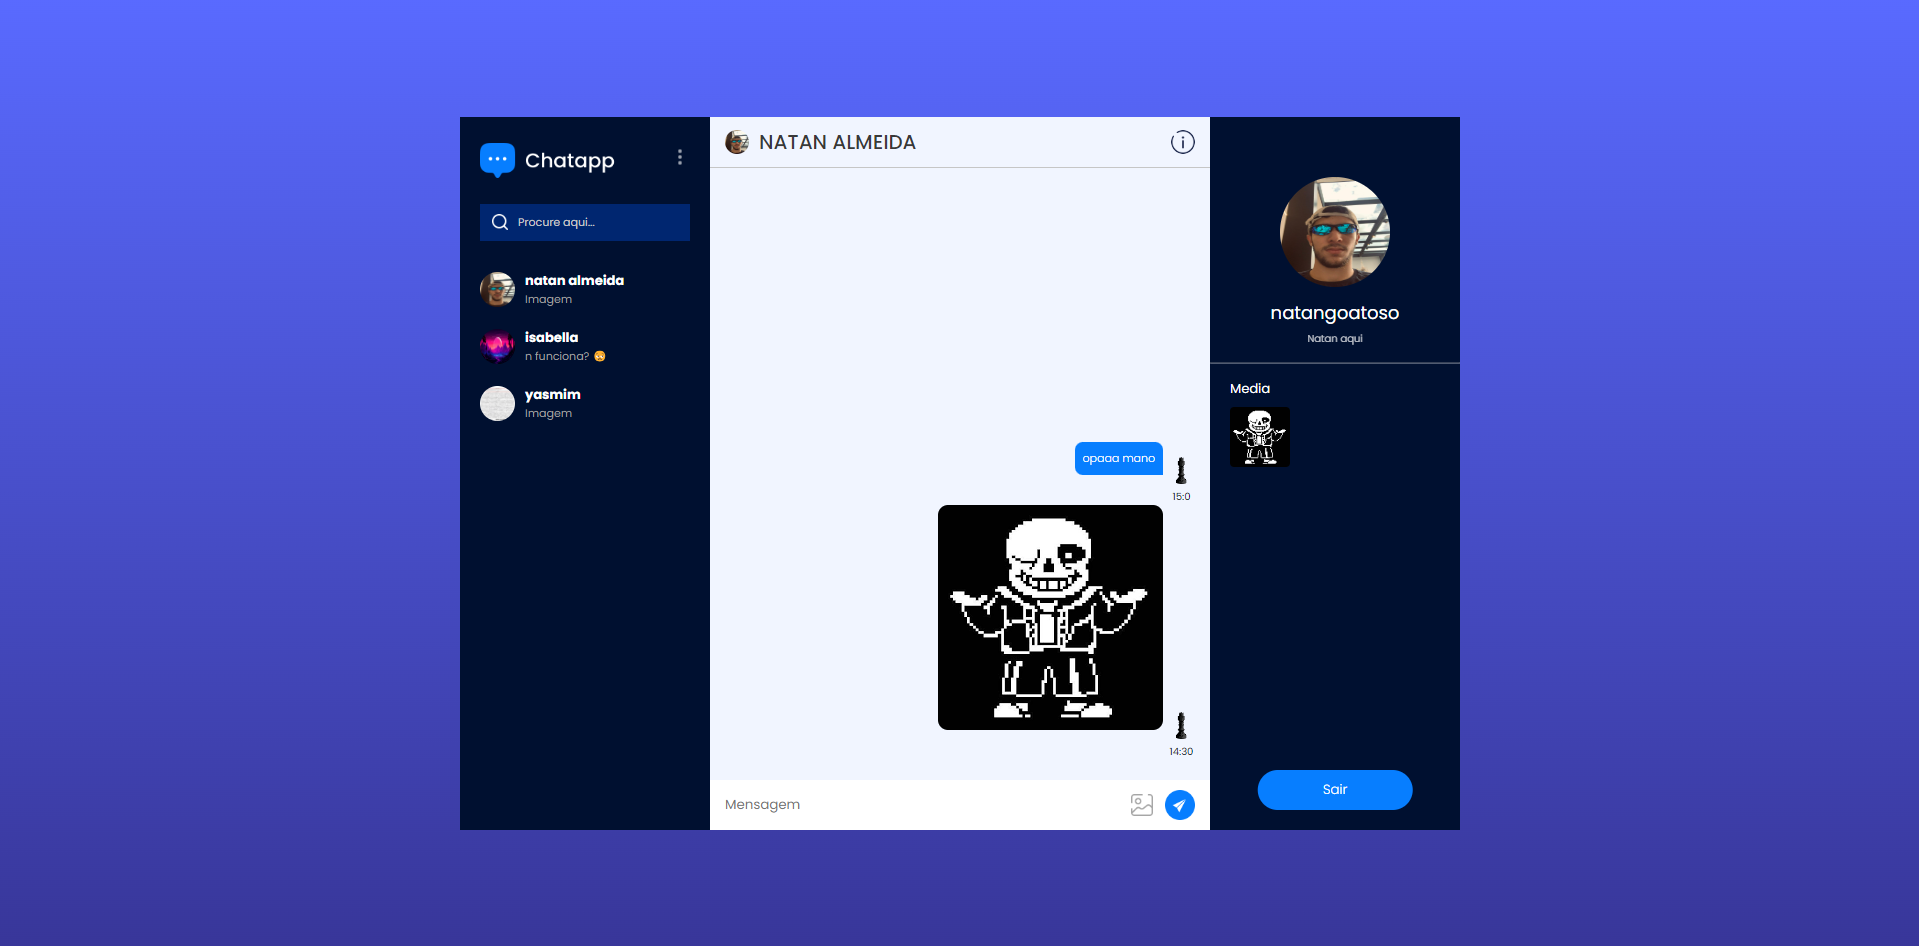 Chatapp
Procure aqui...
natan almeida
Imagem
isabella
n funciona? 
yasmim
Imagem
NATAN ALMEIDA
opaaa mano
15:0
14:30
Mensagem
natangoatoso
Natan aqui
Media
Sair